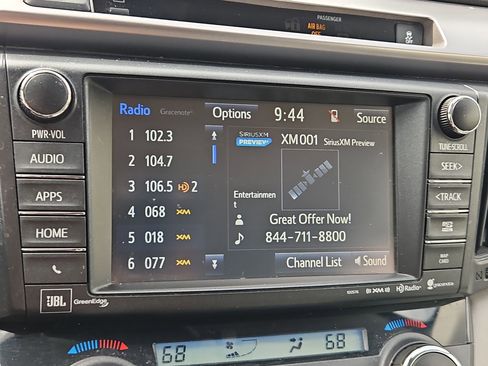 PASSENGER
AIR BAG
OFF
Radio Gracenote Options 9:44 Source
1 102.3
2 104.7
3 106.5 HD 2
4 068 XM
5 018 XM
6 077 XM
SIRIUSXM
PREVIEW
XM001 SiriusXM Preview
Entertainmen
t
Great Offer Now!
844-711-8800
Channel List Sound
PWR•VOL
AUDIO
APPS
HOME
JBL GreenEdge
TUNE•SCROLL
SEEK>
<TRACK
MAP
CARD
XM HD Radio gracenote
68 68